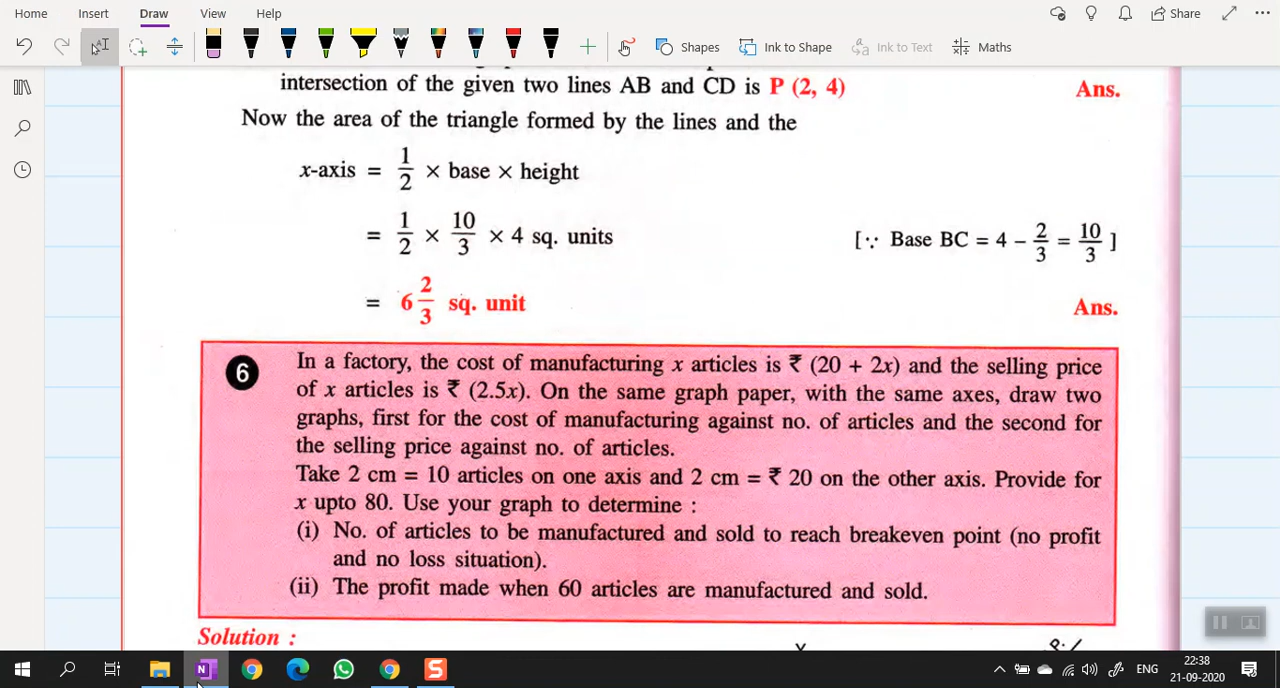 Home Insert Draw View Help
Share
Shapes Ink to Shape Ink to Text Maths
intersection of the given two lines AB and CD is P (2, 4) Ans.
Now the area of the triangle formed by the lines and the
x-axis = 1/2 × base × height
= 1/2 × 10/3 × 4 sq. units [∵ Base BC = 4 – 2/3 = 10/3 ]
= 6 2/3 sq. unit Ans.
6 In a factory, the cost of manufacturing x articles is ₹ (20 + 2x) and the selling price
of x articles is ₹ (2.5x). On the same graph paper, with the same axes, draw two
graphs, first for the cost of manufacturing against no. of articles and the second for
the selling price against no. of articles.
Take 2 cm = 10 articles on one axis and 2 cm = ₹ 20 on the other axis. Provide for
x upto 80. Use your graph to determine :
(i) No. of articles to be manufactured and sold to reach breakeven point (no profit
and no loss situation).
(ii) The profit made when 60 articles are manufactured and sold.
Solution :
ENG
22:38
21-09-2020